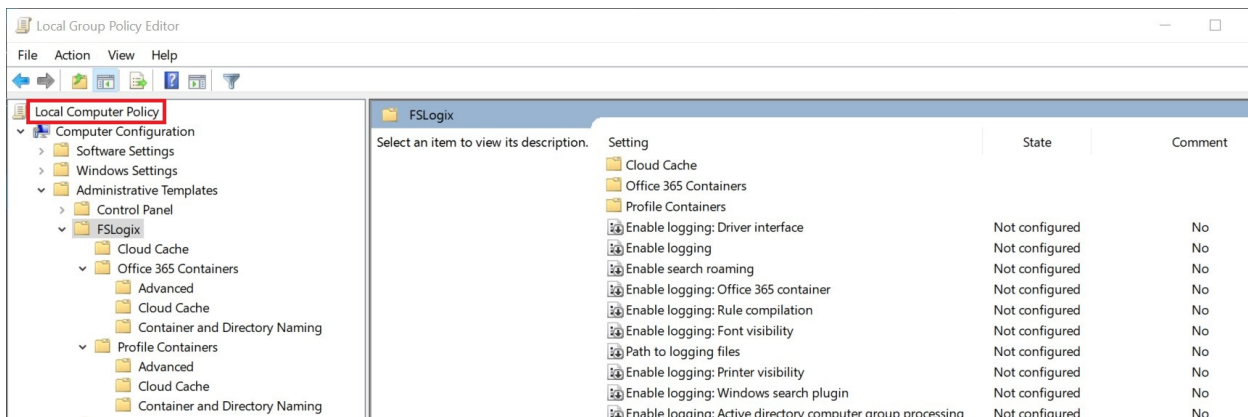 Local Group Policy Editor
File Action View Help
Local Computer Policy
Computer Configuration
Software Settings
Windows Settings
Administrative Templates
Control Panel
FSLogix
Cloud Cache
Office 365 Containers
Advanced
Cloud Cache
Container and Directory Naming
Profile Containers
Advanced
Cloud Cache
Container and Directory Naming
FSLogix
Select an item to view its description.
Setting State Comment
Cloud Cache
Office 365 Containers
Profile Containers
Enable logging: Driver interface Not configured No
Enable logging Not configured No
Enable search roaming Not configured No
Enable logging: Office 365 container Not configured No
Enable logging: Rule compilation Not configured No
Enable logging: Font visibility Not configured No
Path to logging files Not configured No
Enable logging: Printer visibility Not configured No
Enable logging: Windows search plugin Not configured No
Enable logging: Active directory computer group processing Not configured No